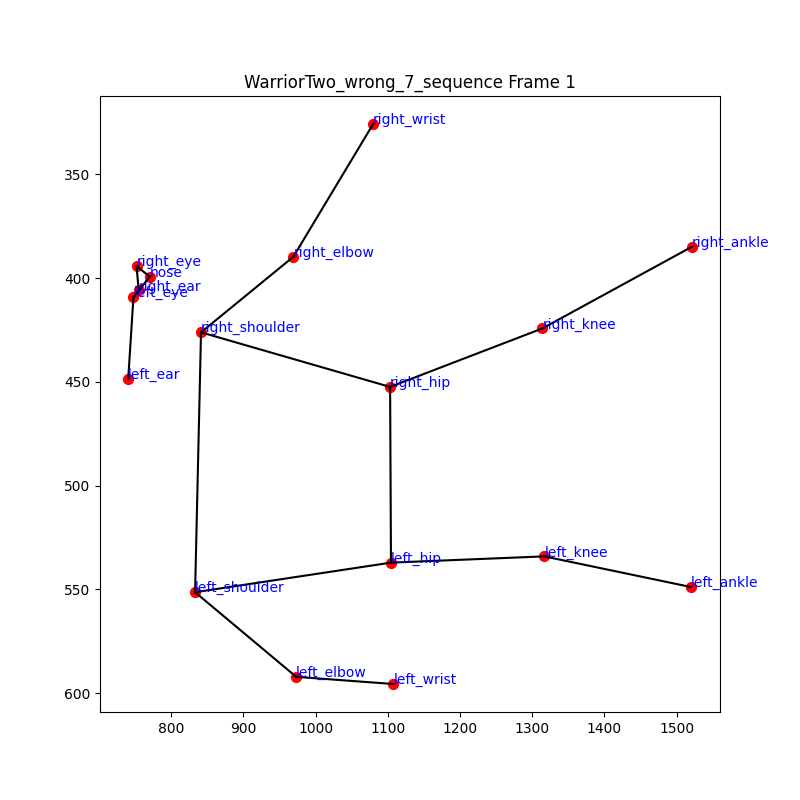 WarriorTwo_wrong_7_sequence Frame 1
right_wrist
350
right_elbow
right_ankle
right_eye
nose
400
right_ear
left_eye
right_shoulder
right_knee
left_ear
450
right_hip
500
left_hip
left_knee
550
left_shoulder
left_ankle
left_elbow
left_wrist
600
800 900 1000 1100 1200 1300 1400 1500